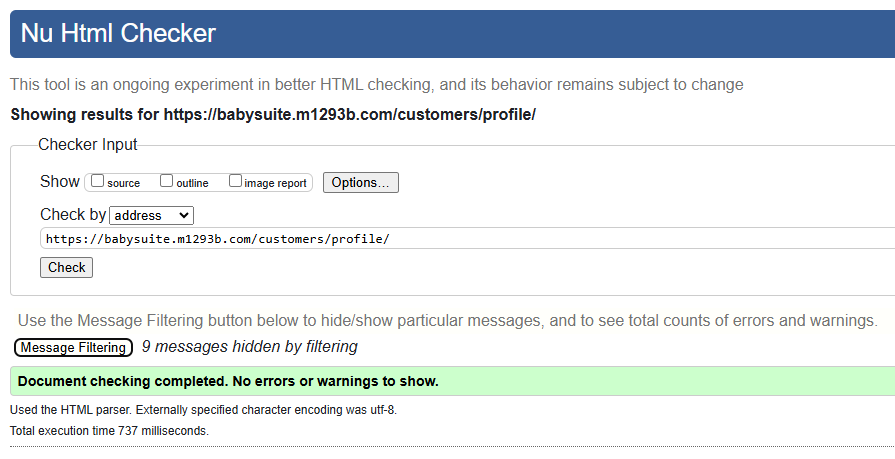 Nu Html Checker
This tool is an ongoing experiment in better HTML checking, and its behavior remains subject to change
Showing results for https://babysuite.m1293b.com/customers/profile/
Checker Input
Show source outline image report Options...
Check by address
https://babysuite.m1293b.com/customers/profile/
Check
Use the Message Filtering button below to hide/show particular messages, and to see total counts of errors and warnings.
Message Filtering 9 messages hidden by filtering
Document checking completed. No errors or warnings to show.
Used the HTML parser. Externally specified character encoding was utf-8.
Total execution time 737 milliseconds.